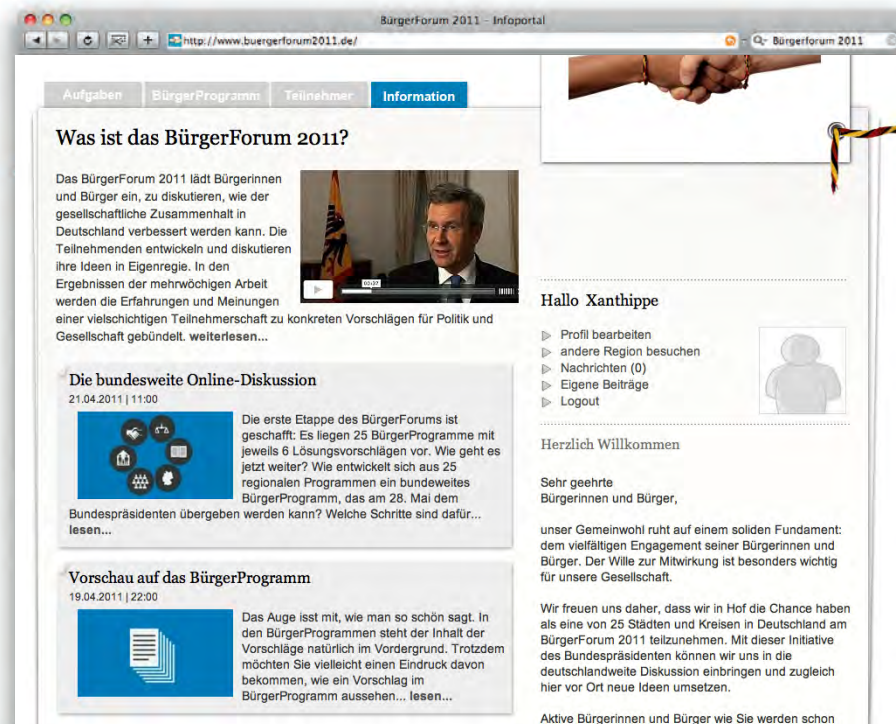 BürgerForum 2011 – Infoportal
http://www.buergerforum2011.de/
Bürgerforum 2011
Aufgaben
BürgerProgramm
Teilnehmer
Information
Was ist das BürgerForum 2011?
Das BürgerForum 2011 lädt Bürgerinnen
und Bürger ein, zu diskutieren, wie der
gesellschaftliche Zusammenhalt in
Deutschland verbessert werden kann. Die
Teilnehmenden entwickeln und diskutieren
ihre Ideen in Eigenregie. In den
Ergebnissen der mehrwöchigen Arbeit
werden die Erfahrungen und Meinungen
einer vielschichtigen Teilnehmerschaft zu konkreten Vorschlägen für Politik und
Gesellschaft gebündelt. weiterlesen...
03:07
Die bundesweite Online-Diskussion
21.04.2011 | 11:00
Die erste Etappe des BürgerForums ist
geschafft: Es liegen 25 BürgerProgramme mit
jeweils 6 Lösungsvorschlägen vor. Wie geht es
jetzt weiter? Wie entwickelt sich aus 25
regionalen Programmen ein bundesweites
BürgerProgramm, das am 28. Mai dem
Bundespräsidenten übergeben werden kann? Welche Schritte sind dafür...
lesen...
Vorschau auf das BürgerProgramm
19.04.2011 | 22:00
Das Auge isst mit, wie man so schön sagt. In
den BürgerProgrammen steht der Inhalt der
Vorschläge natürlich im Vordergrund. Trotzdem
möchten Sie vielleicht einen Eindruck davon
bekommen, wie ein Vorschlag im
BürgerProgramm aussehen... lesen...
Hallo Xanthippe
Profil bearbeiten
andere Region besuchen
Nachrichten (0)
Eigene Beiträge
Logout
Herzlich Willkommen
Sehr geehrte
Bürgerinnen und Bürger,
unser Gemeinwohl ruht auf einem soliden Fundament:
dem vielfältigen Engagement seiner Bürgerinnen und
Bürger. Der Wille zur Mitwirkung ist besonders wichtig
für unsere Gesellschaft.
Wir freuen uns daher, dass wir in Hof die Chance haben
als eine von 25 Städten und Kreisen in Deutschland am
BürgerForum 2011 teilzunehmen. Mit dieser Initiative
des Bundespräsidenten können wir uns in die
deutschlandweite Diskussion einbringen und zugleich
hier vor Ort neue Ideen umsetzen.
Aktive Bürgerinnen und Bürger wie Sie werden schon